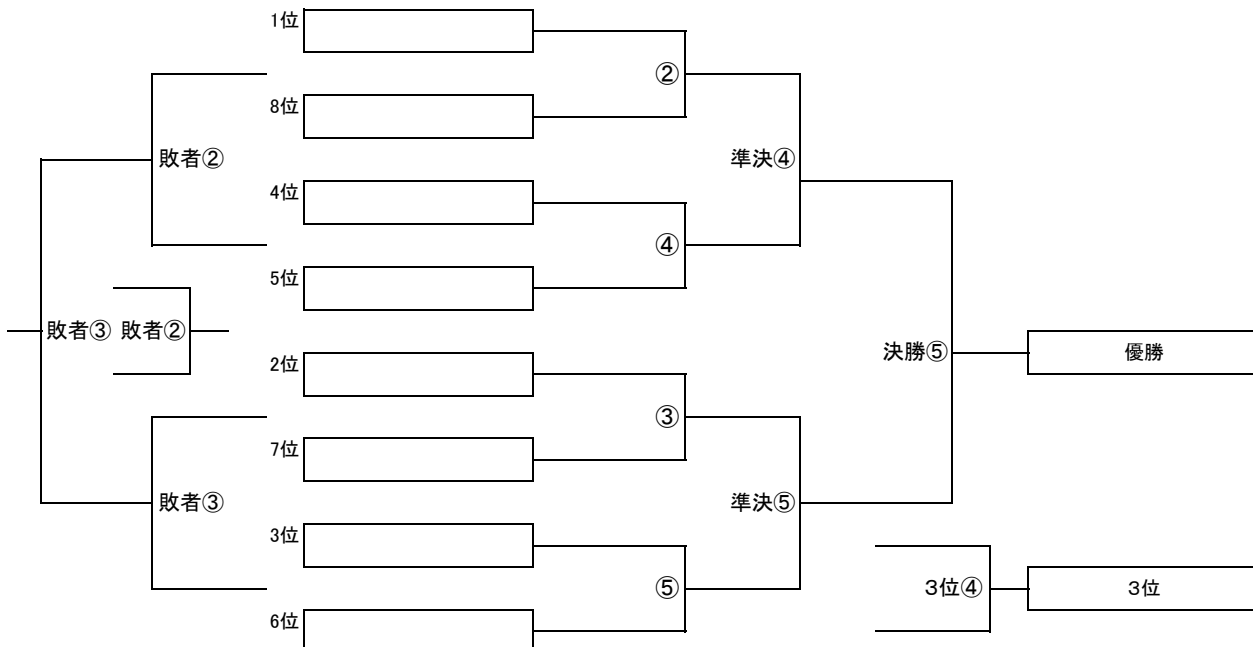 1位
②
8位
敗者②
準決④
4位
④
5位
敗者③ 敗者②
決勝⑤
優勝
2位
③
7位
敗者③
準決⑤
3位
⑤
3位④
3位
6位